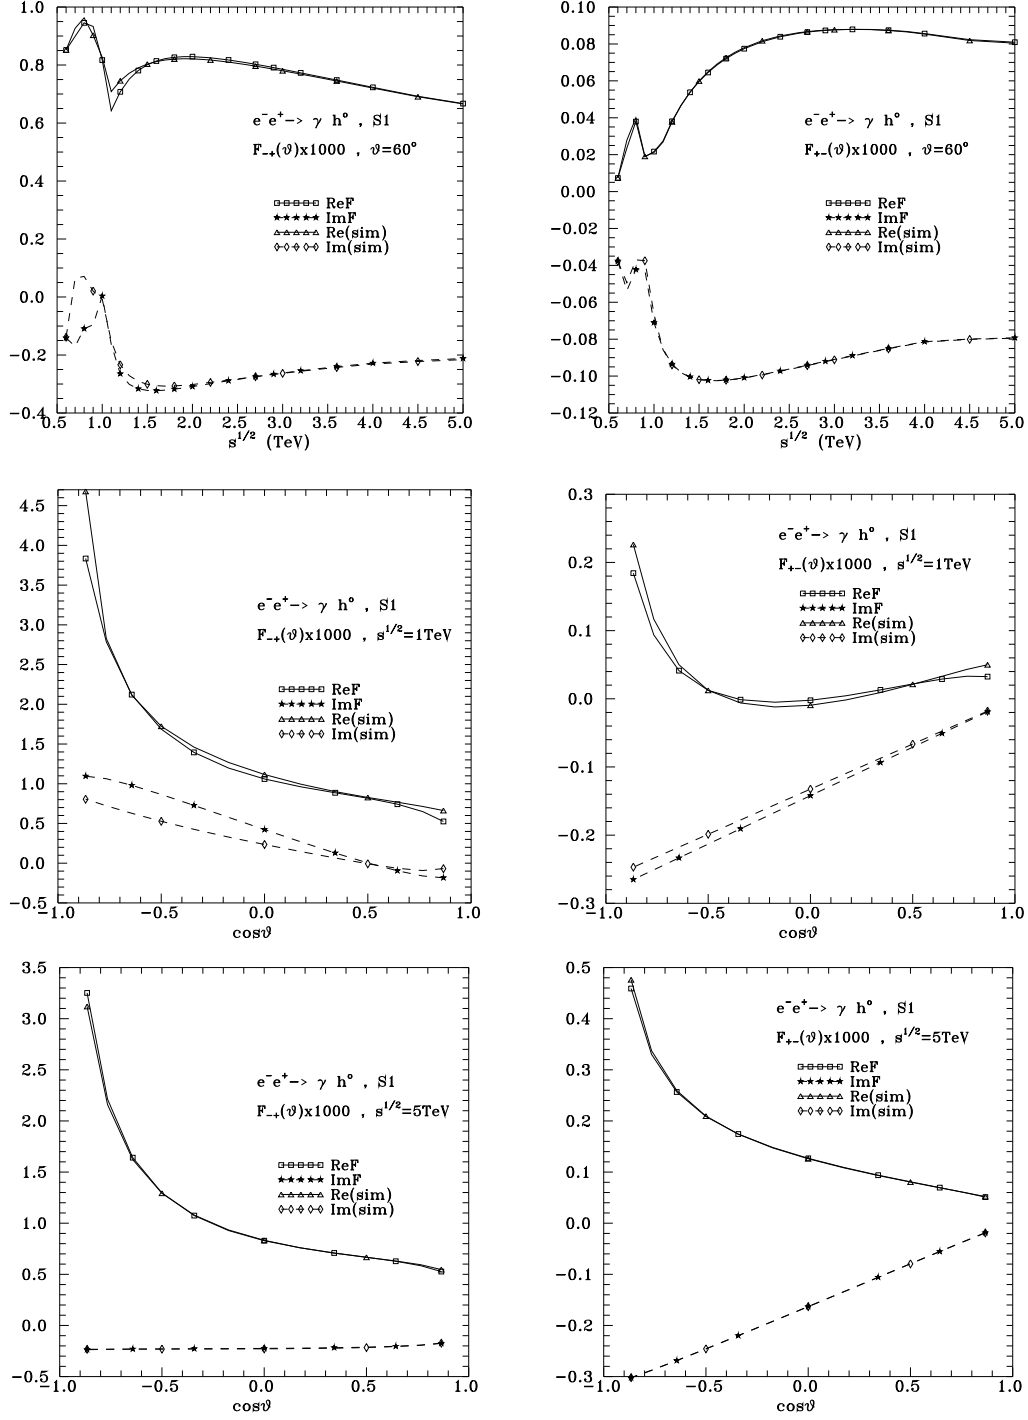 1.0
0.8
0.6
0.4
0.2
0.0
−0.2
−0.4
0.5 1.0 1.5 2.0 2.5 3.0 3.5 4.0 4.5 5.0
s^1/2 (TeV)
e⁻e⁺−> γ h° , S1
F₋₊(ϑ)x1000 , ϑ=60°
ReF
ImF
Re(sim)
Im(sim)
0.10
0.08
0.06
0.04
0.02
0.00
−0.02
−0.04
−0.06
−0.08
−0.10
−0.12
0.5 1.0 1.5 2.0 2.5 3.0 3.5 4.0 4.5 5.0
s^1/2 (TeV)
e⁻e⁺−> γ h° , S1
F₊₋(ϑ)x1000 , ϑ=60°
ReF
ImF
Re(sim)
Im(sim)
4.5
4.0
3.5
3.0
2.5
2.0
1.5
1.0
0.5
0.0
−0.5
−1.0 −0.5 0.0 0.5 1.0
cosϑ
e⁻e⁺−> γ h° , S1
F₋₊(ϑ)x1000 , s^1/2=1TeV
ReF
ImF
Re(sim)
Im(sim)
0.3
0.2
0.1
0.0
−0.1
−0.2
−0.3
−1.0 −0.5 0.0 0.5 1.0
cosϑ
e⁻e⁺−> γ h° , S1
F₊₋(ϑ)x1000 , s^1/2=1TeV
ReF
ImF
Re(sim)
Im(sim)
3.5
3.0
2.5
2.0
1.5
1.0
0.5
0.0
−0.5
−1.0 −0.5 0.0 0.5 1.0
cosϑ
e⁻e⁺−> γ h° , S1
F₋₊(ϑ)x1000 , s^1/2=5TeV
ReF
ImF
Re(sim)
Im(sim)
0.5
0.4
0.3
0.2
0.1
0.0
−0.1
−0.2
−0.3
−1.0 −0.5 0.0 0.5 1.0
cosϑ
e⁻e⁺−> γ h° , S1
F₊₋(ϑ)x1000 , s^1/2=5TeV
ReF
ImF
Re(sim)
Im(sim)